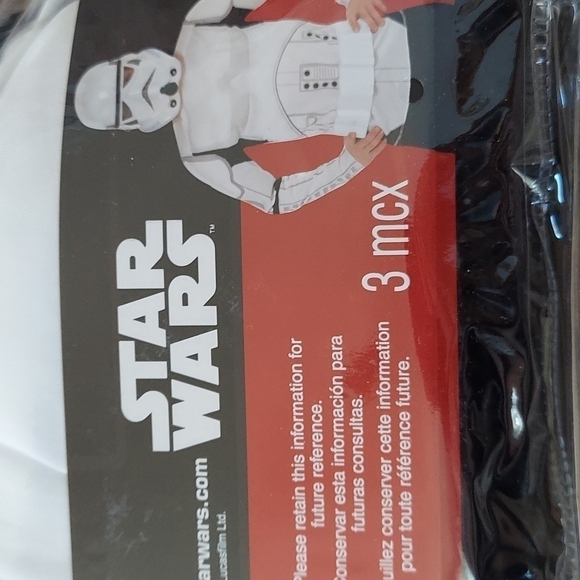 STAR
WARS™
arwars.com
ucasfilm Ltd.
Please retain this information for
future reference.
Conservar esta información para
futuras consultas.
uillez conserver cette information
pour toute référence future.
3 mcx